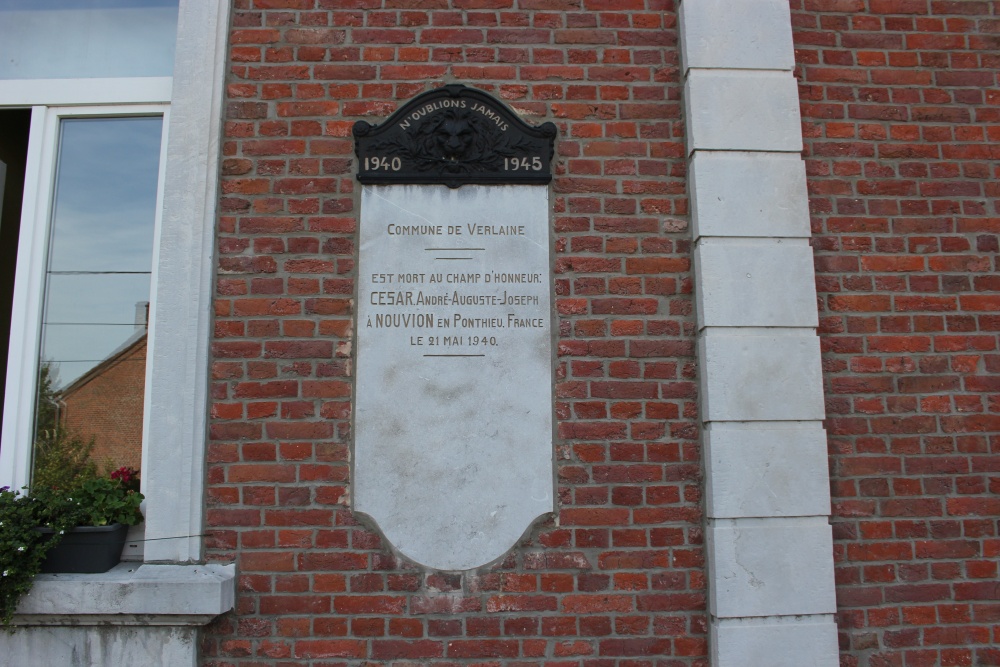 N'OUBLIONS JAMAIS
1940 1945
COMMUNE DE VERLAINE
EST MORT AU CHAMP D'HONNEUR:
CESAR, ANDRÉ-AUGUSTE-JOSEPH
À NOUVION EN PONTHIEU, FRANCE
LE 21 MAI 1940.